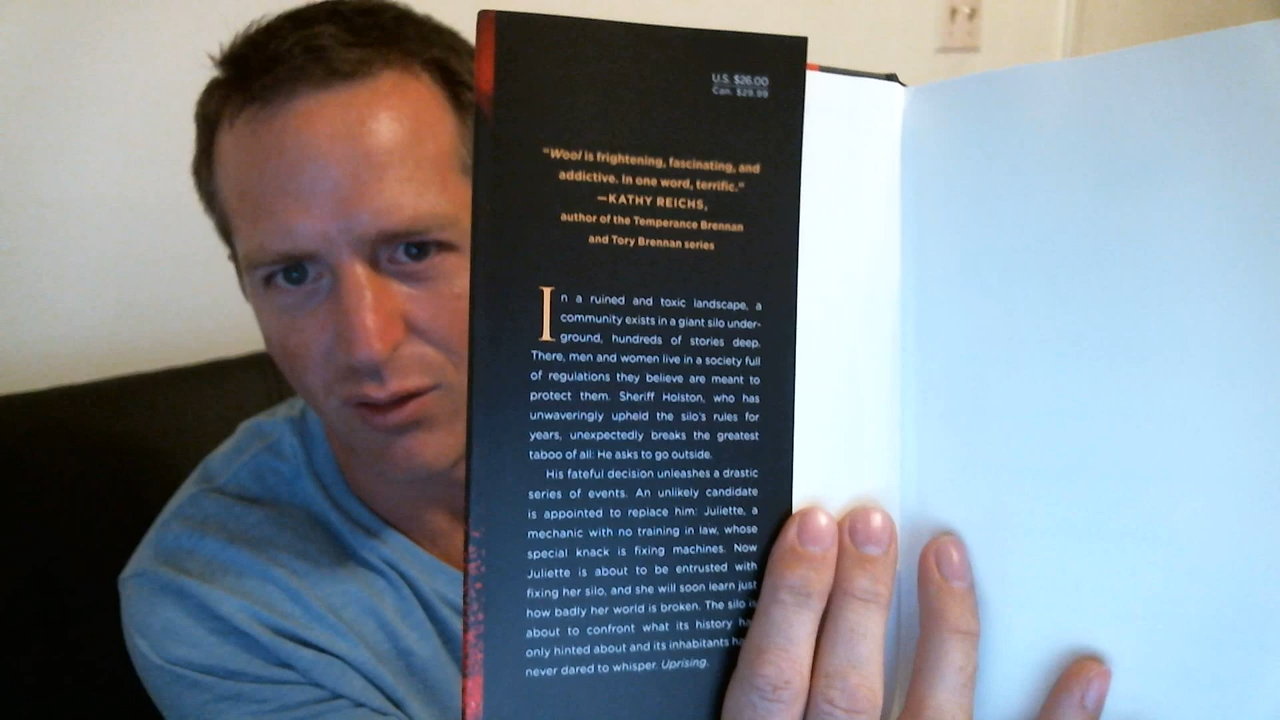 U.S. $26.00
Can. $29.99
"Wool is frightening, fascinating, and
addictive. In one word, terrific."
—KATHY REICHS,
author of the Temperance Brennan
and Tory Brennan series
In a ruined and toxic landscape, a
community exists in a giant silo under-
ground, hundreds of stories deep.
There, men and women live in a society full
of regulations they believe are meant to
protect them. Sheriff Holston, who has
unwaveringly upheld the silo's rules for
years, unexpectedly breaks the greatest
taboo of all: He asks to go outside.
His fateful decision unleashes a drastic
series of events. An unlikely candidate
is appointed to replace him: Juliette, a
mechanic with no training in law, whose
special knack is fixing machines. Now
Juliette is about to be entrusted with
fixing her silo, and she will soon learn just
how badly her world is broken. The silo is
about to confront what its history
only hinted about and its inhabitants
never dared to whisper. Uprising.